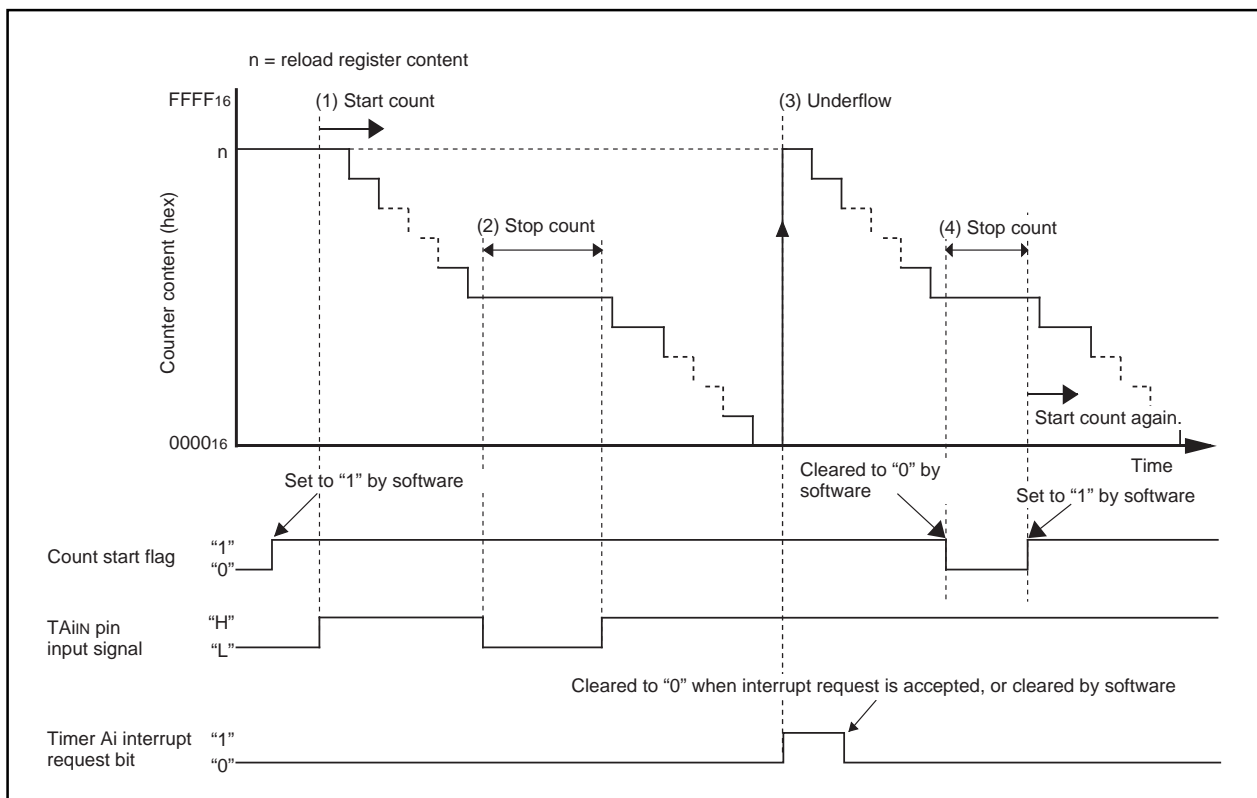 n = reload register content
FFFF16
(1) Start count
(3) Underflow
n
Counter content (hex)
(2) Stop count
(4) Stop count
Start count again.
000016
Time
Set to “1” by software
Cleared to “0” by
software
Set to “1” by software
Count start flag
“1”
“0”
TAiIN pin
input signal
“H”
“L”
Cleared to “0” when interrupt request is accepted, or cleared by software
Timer Ai interrupt
request bit
“1”
“0”